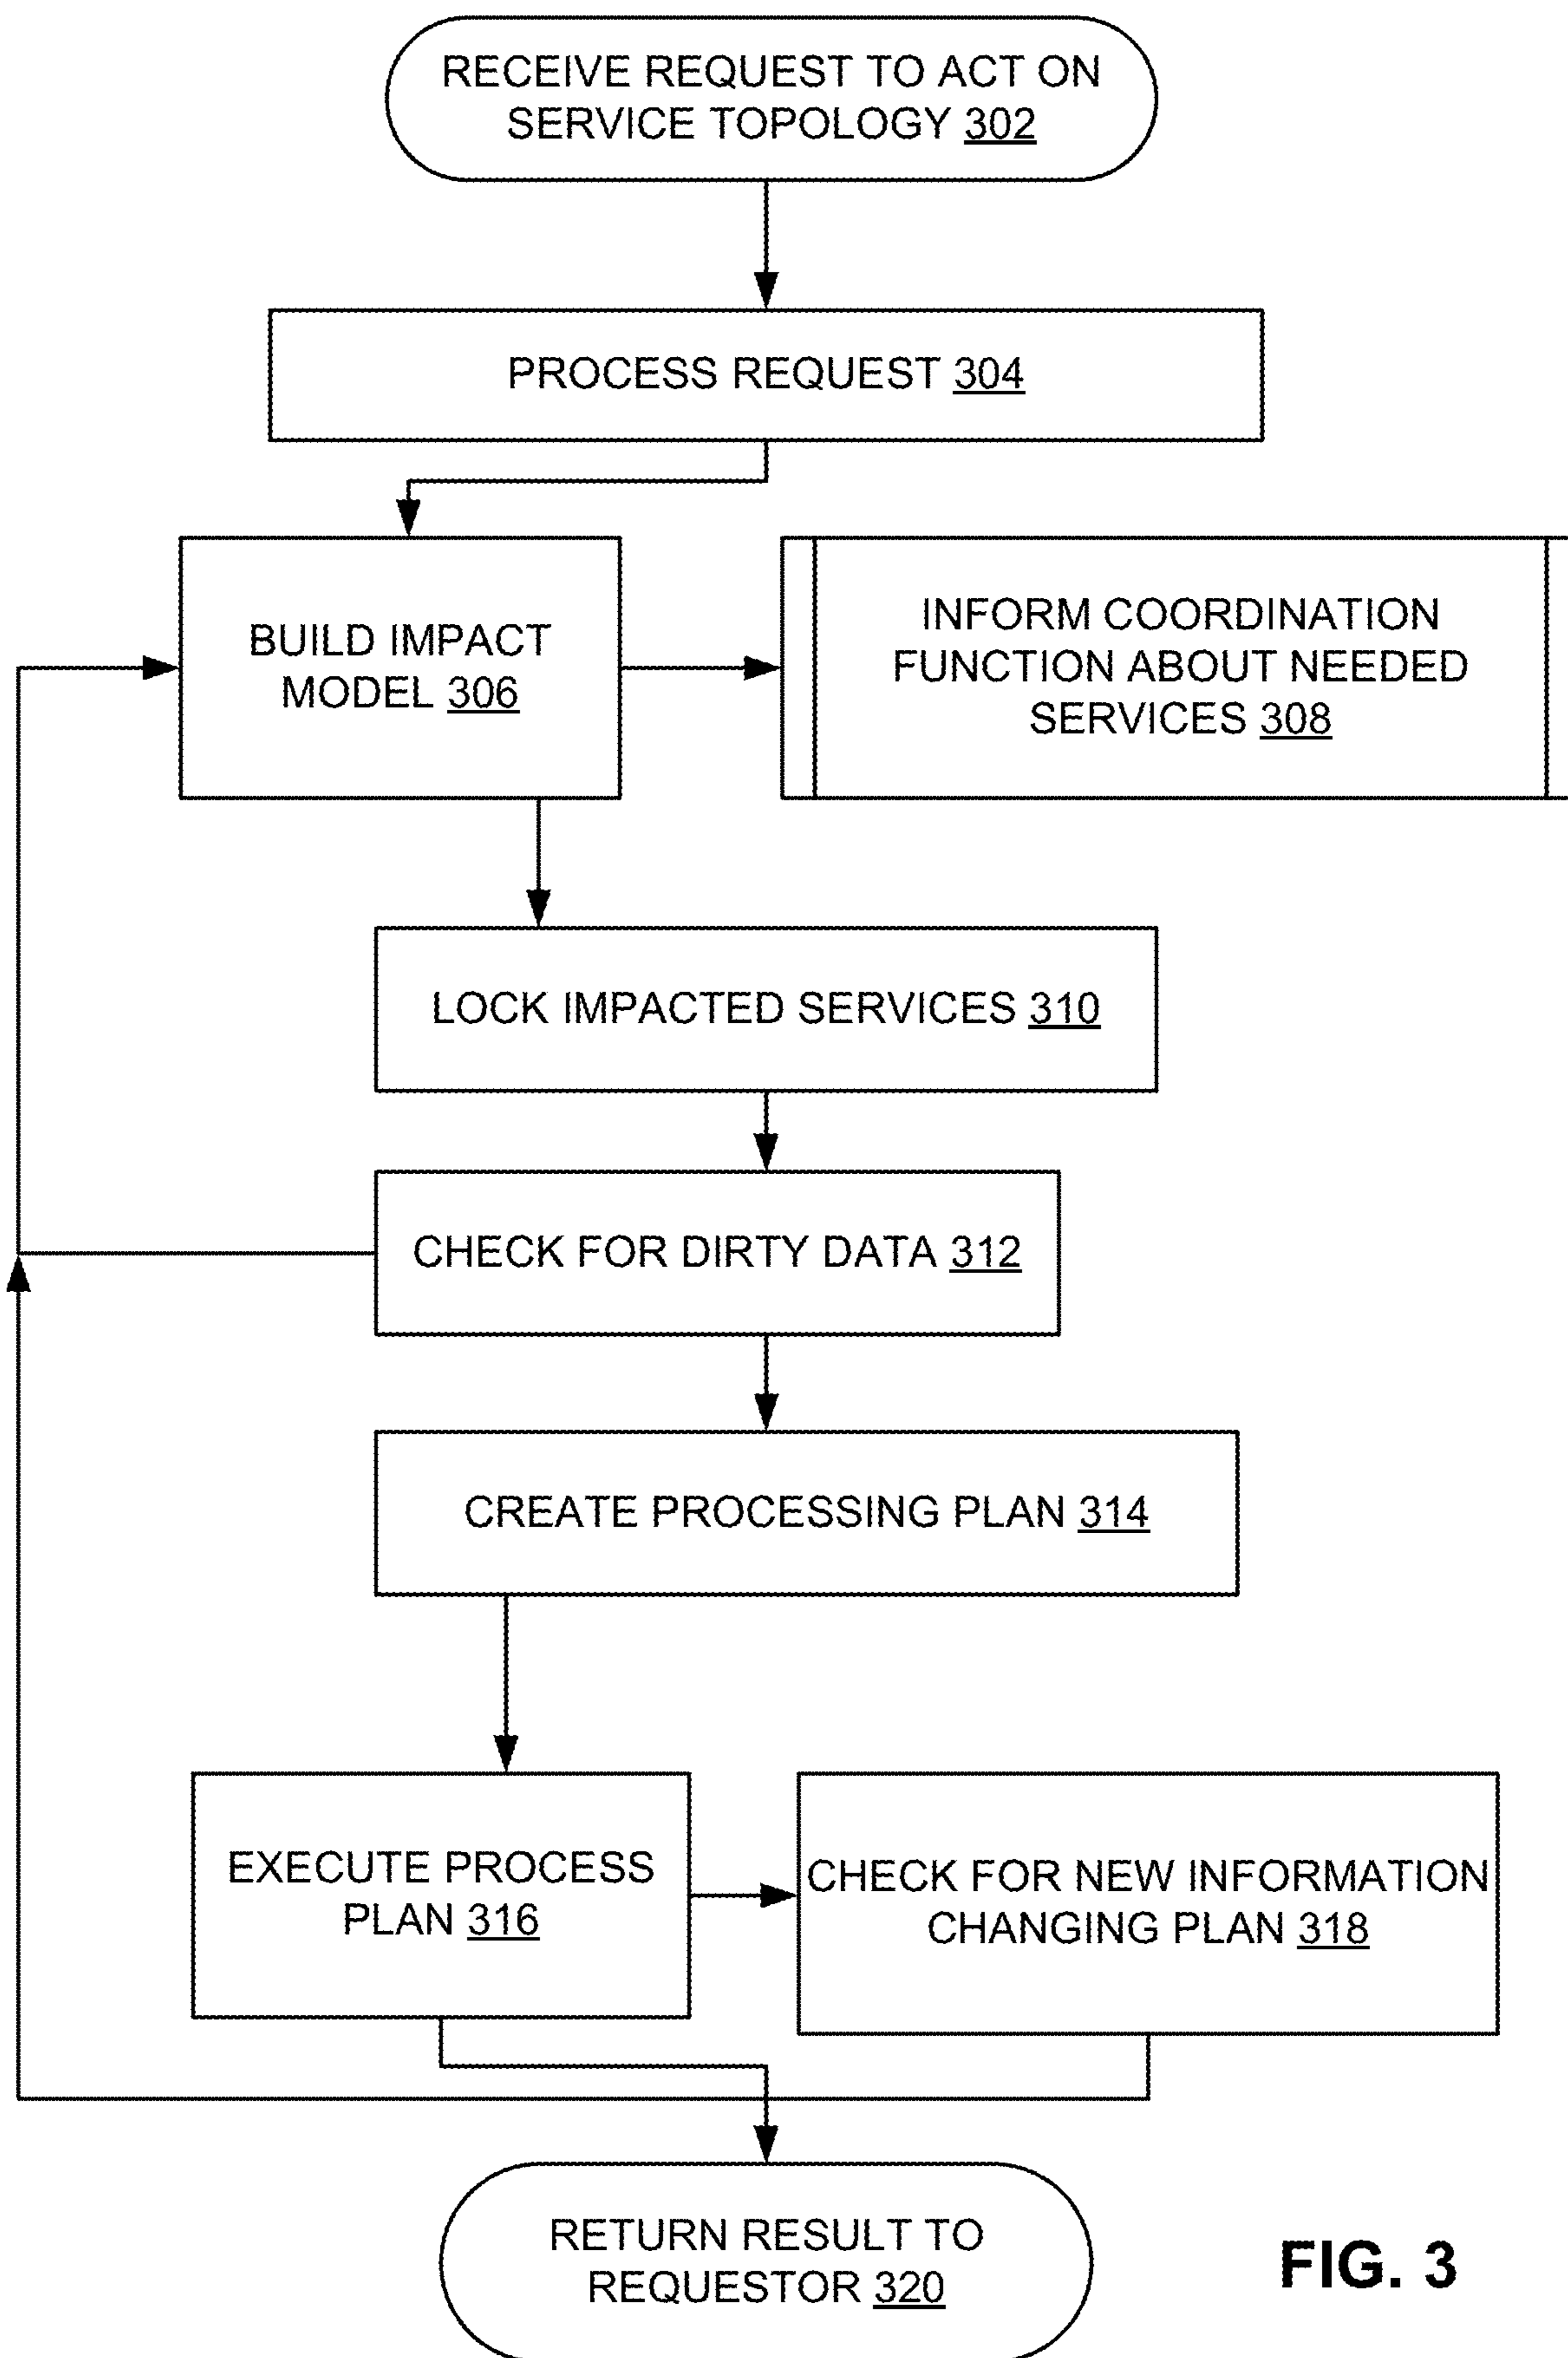 RECEIVE REQUEST TO ACT ON
SERVICE TOPOLOGY 302
PROCESS REQUEST 304
BUILD IMPACT
MODEL 306
INFORM COORDINATION
FUNCTION ABOUT NEEDED
SERVICES 308
LOCK IMPACTED SERVICES 310
CHECK FOR DIRTY DATA 312
CREATE PROCESSING PLAN 314
EXECUTE PROCESS
PLAN 316
CHECK FOR NEW INFORMATION
CHANGING PLAN 318
RETURN RESULT TO
REQUESTOR 320
FIG. 3